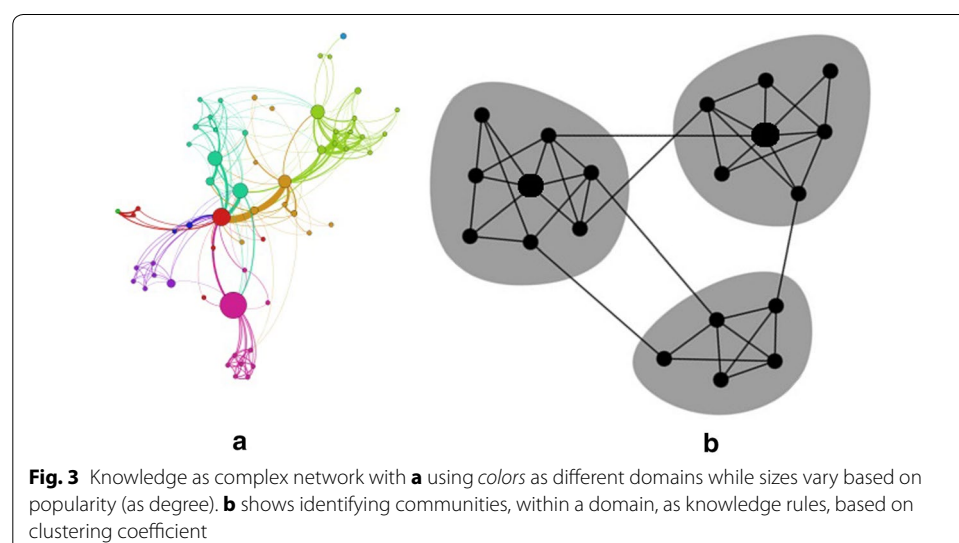 a
b
Fig. 3 Knowledge as complex network with a using colors as different domains while sizes vary based on
popularity (as degree). b shows identifying communities, within a domain, as knowledge rules, based on
clustering coefficient